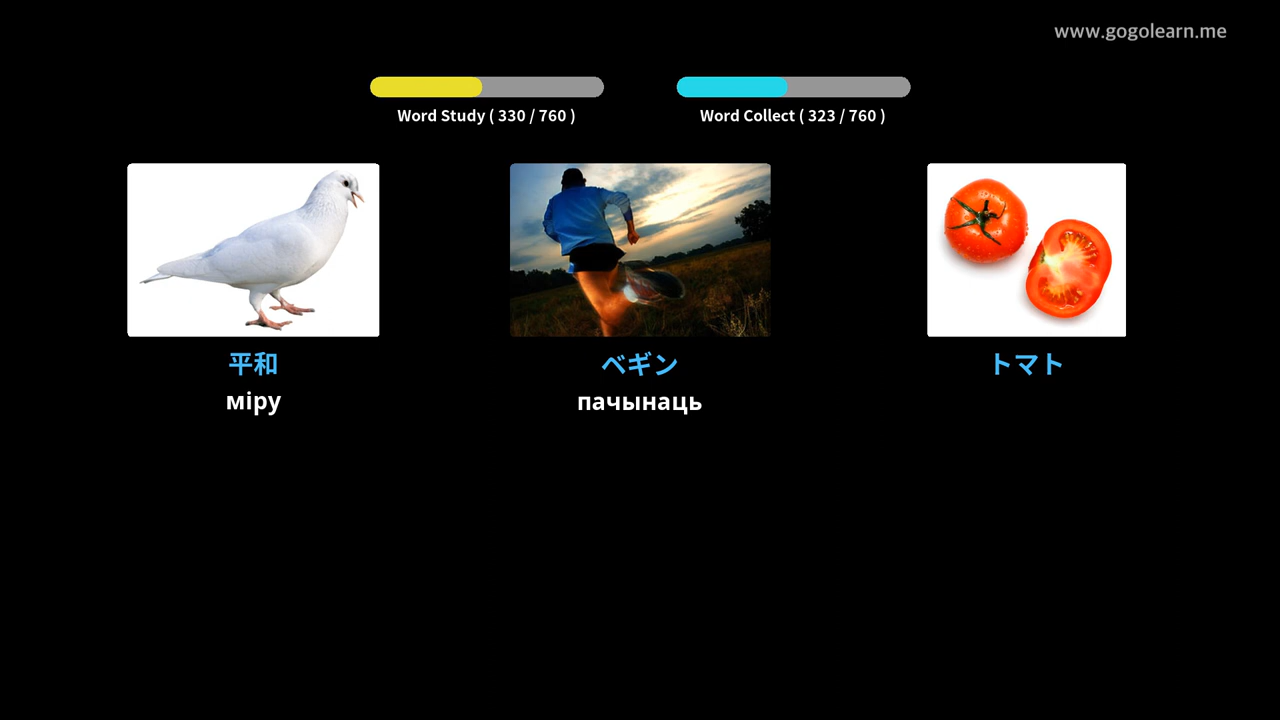 www.gogolearn.me
Word Study ( 330 / 760 )
Word Collect ( 323 / 760 )
平和
ベギン
トマト
міру
пачынаць